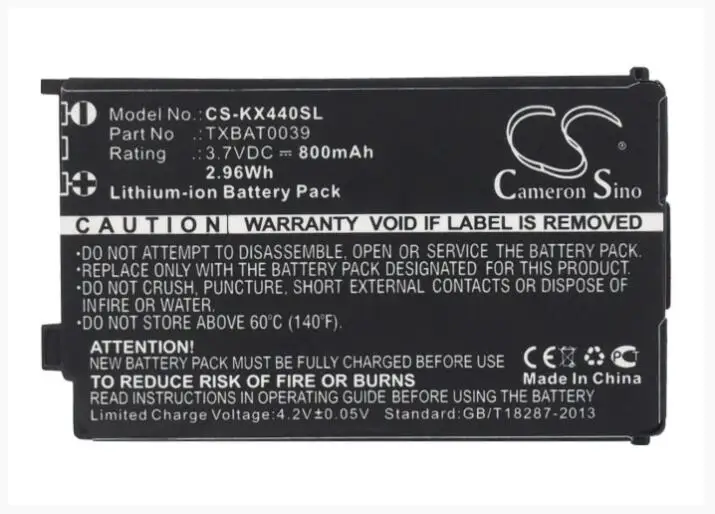 Model No.:CS-KX440SL
Part No .:TXBAT0039
Rating .:3.7VDC ⎓ 800mAh
2.96Wh
Lithium-ion Battery Pack
Cameron Sino
®
CAUTION WARRANTY VOID IF LABEL IS REMOVED
•DO NOT ATTEMPT TO DISASSEMBLE, OPEN OR SERVICE THE BATTERY PACK.
•REPLACE ONLY WITH THE BATTERY PACK DESIGNATED FOR THIS PRODUCT.
•DO NOT CRUSH, PUNCTURE, SHORT EXTERNAL CONTACTS OR DISPOSE OF
INFIRE OR WATER.
•DO NOT STORE ABOVE 60°C (140°F).
ATTENTION!
NEW BATTERY PACK MUST BE FULLY CHARGED BEFORE USE
TO REDUCE RISK OF FIRE OR BURNS
READ INSTRUCTIONS IN OPERATING GUIDE BEFORE USING BATTERY
Limited Charge Voltage:4.2V±0.05V Standard:GB/T18287-2013
CE
Made In China